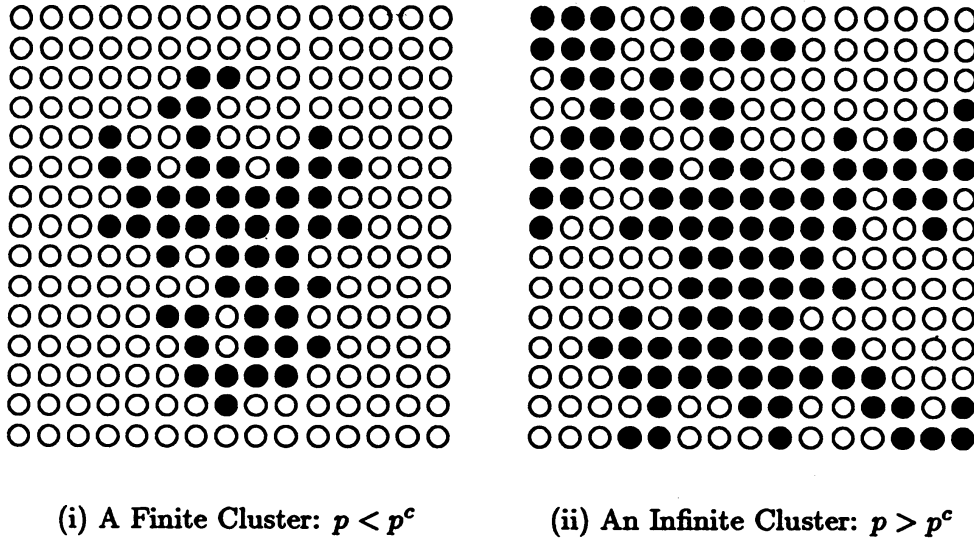 (i) A Finite Cluster: p < p^c
(ii) An Infinite Cluster: p > p^c